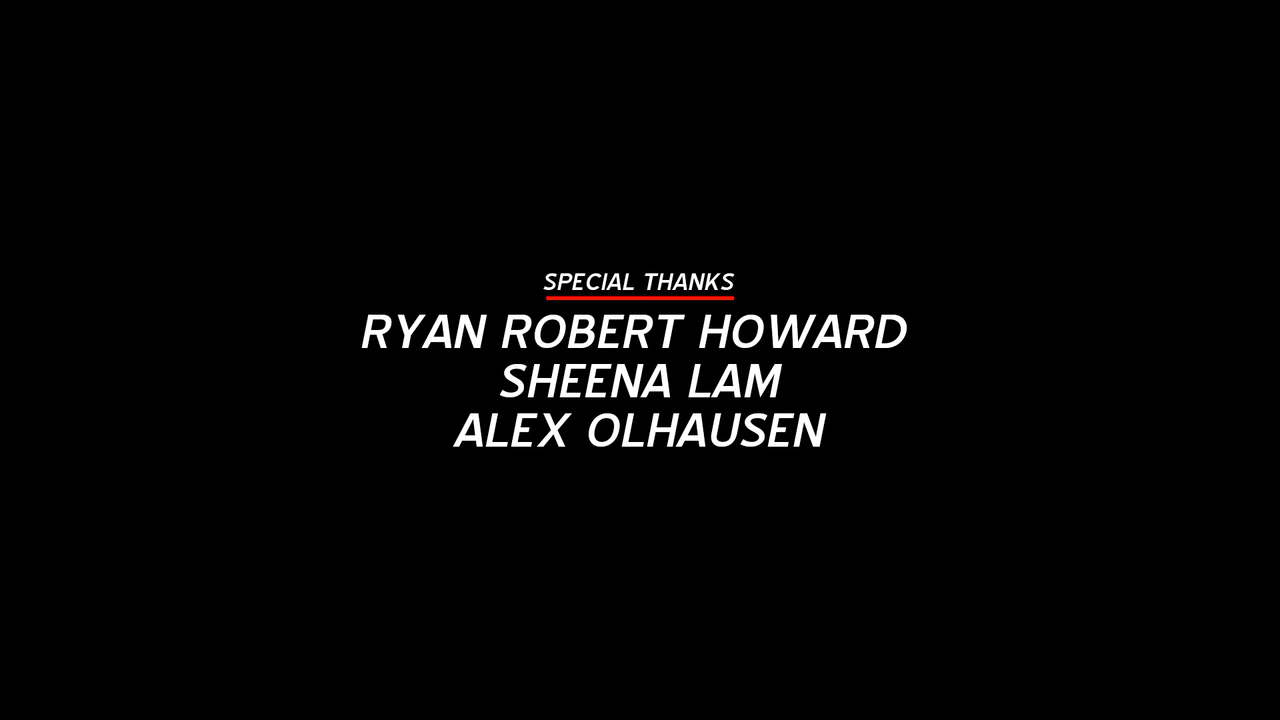 SPECIAL THANKS
RYAN ROBERT HOWARD
SHEENA LAM
ALEX OLHAUSEN